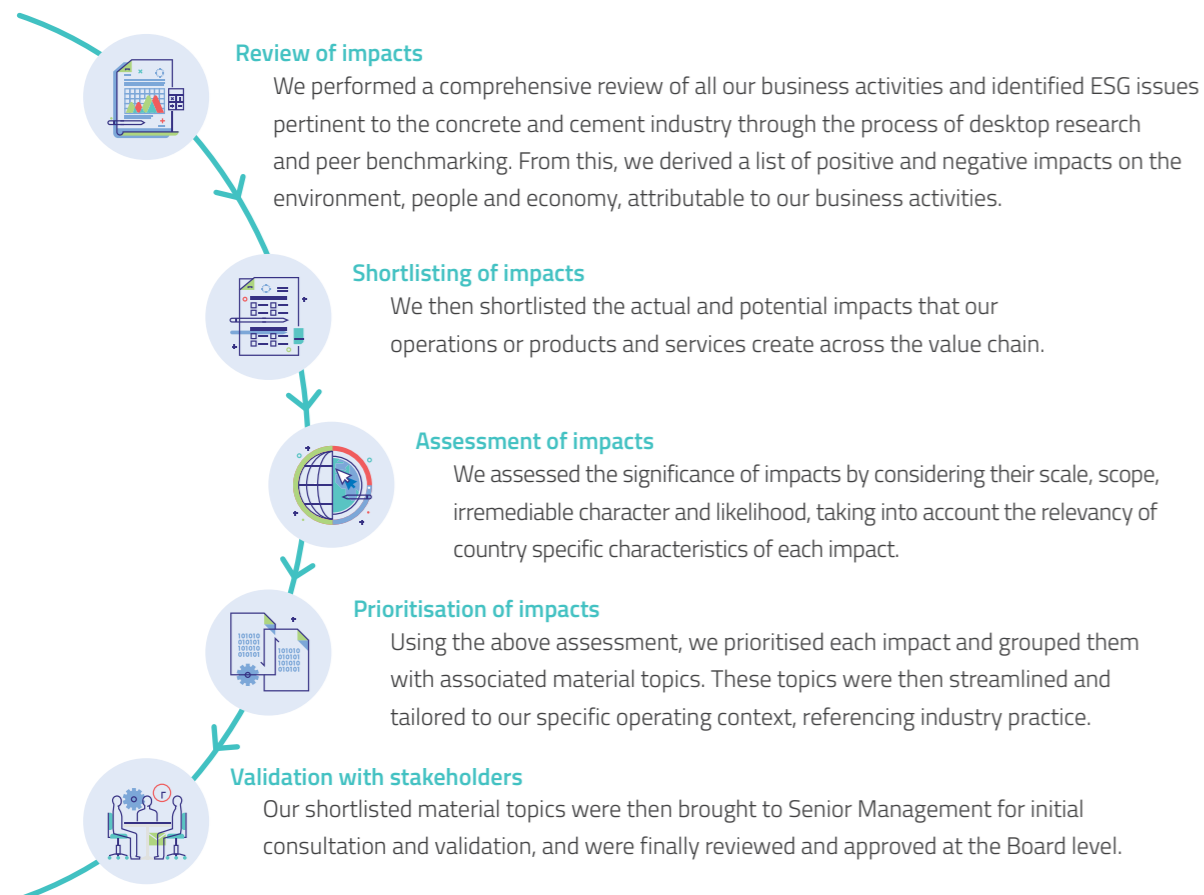 Review of impacts
We performed a comprehensive review of all our business activities and identified ESG issues
pertinent to the concrete and cement industry through the process of desktop research
and peer benchmarking. From this, we derived a list of positive and negative impacts on the
environment, people and economy, attributable to our business activities.
Shortlisting of impacts
We then shortlisted the actual and potential impacts that our
operations or products and services create across the value chain.
Assessment of impacts
We assessed the significance of impacts by considering their scale, scope,
irremediable character and likelihood, taking into account the relevancy of
country specific characteristics of each impact.
Prioritisation of impacts
101010
010101
101010
010101
101010
010101
101010
010101
Using the above assessment, we prioritised each impact and grouped them
with associated material topics. These topics were then streamlined and
tailored to our specific operating context, referencing industry practice.
Validation with stakeholders
Our shortlisted material topics were then brought to Senior Management for initial
consultation and validation, and were finally reviewed and approved at the Board level.